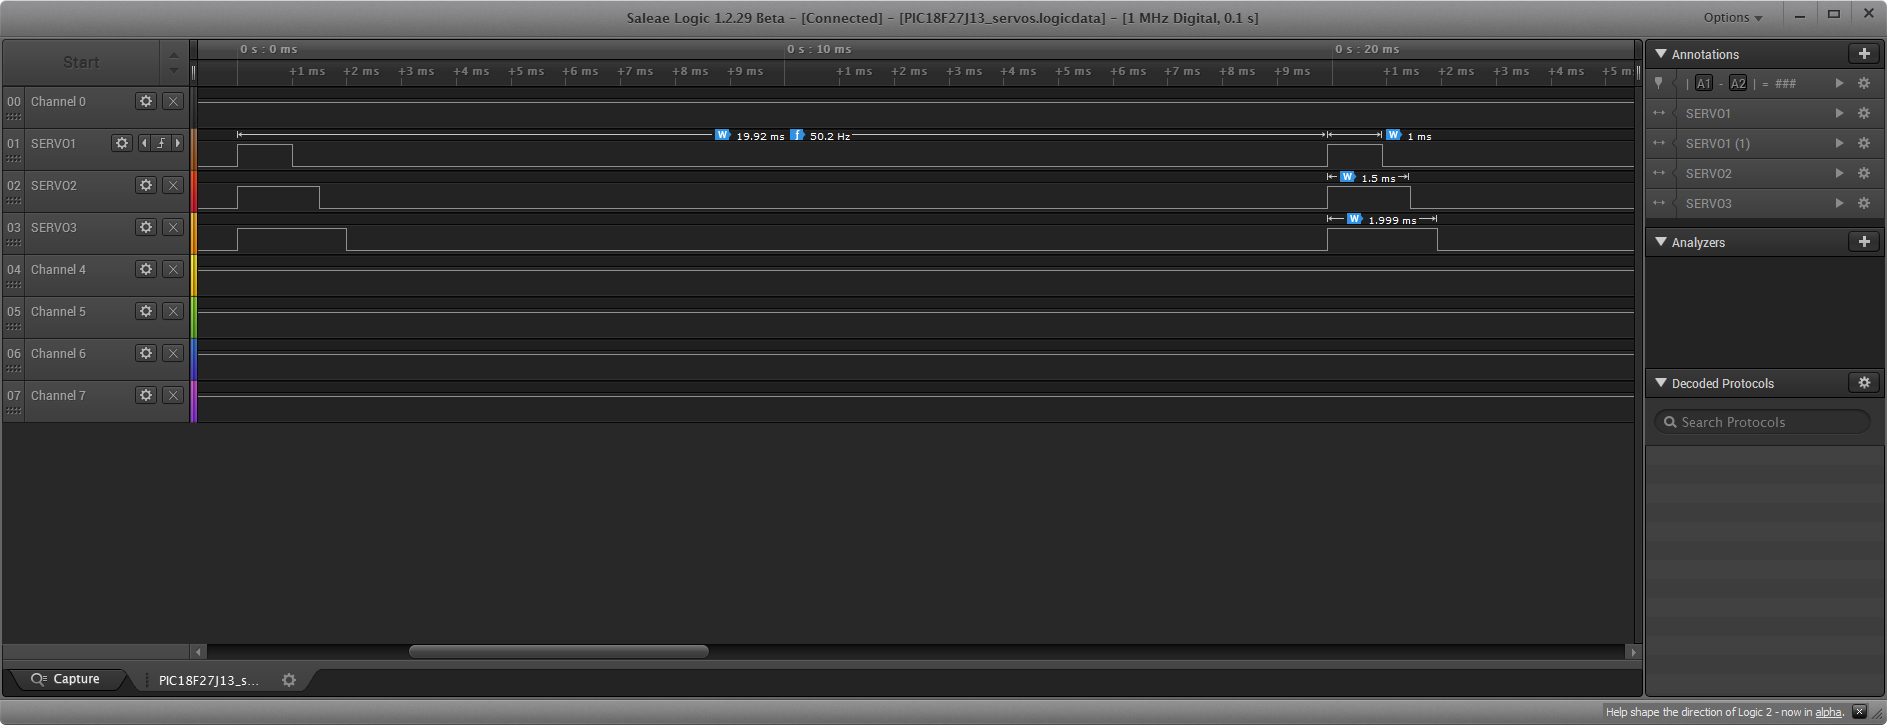 Saleae Logic 1.2.29 Beta - [Connected] - [PIC18F27J13_servos.logicdata] - [1 MHz Digital, 0.1 s]
Options
Start
0 s : 0 ms 0 s : 10 ms 0 s : 20 ms
+1 ms +2 ms +3 ms +4 ms +5 ms +6 ms +7 ms +8 ms +9 ms +1 ms +2 ms +3 ms +4 ms +5 ms +6 ms +7 ms +8 ms +9 ms +1 ms +2 ms +3 ms +4 ms +5 m
00 Channel 0
01 SERVO1
W 19.92 ms f 50.2 Hz W 1 ms
02 SERVO2
W 1.5 ms
03 SERVO3
W 1.999 ms
04 Channel 4
05 Channel 5
06 Channel 6
07 Channel 7
Annotations
| A1 - A2 | = ###
SERVO1
SERVO1 (1)
SERVO2
SERVO3
Analyzers
Decoded Protocols
Search Protocols
Capture
PIC18F27J13_s...
Help shape the direction of Logic 2 - now in alpha.